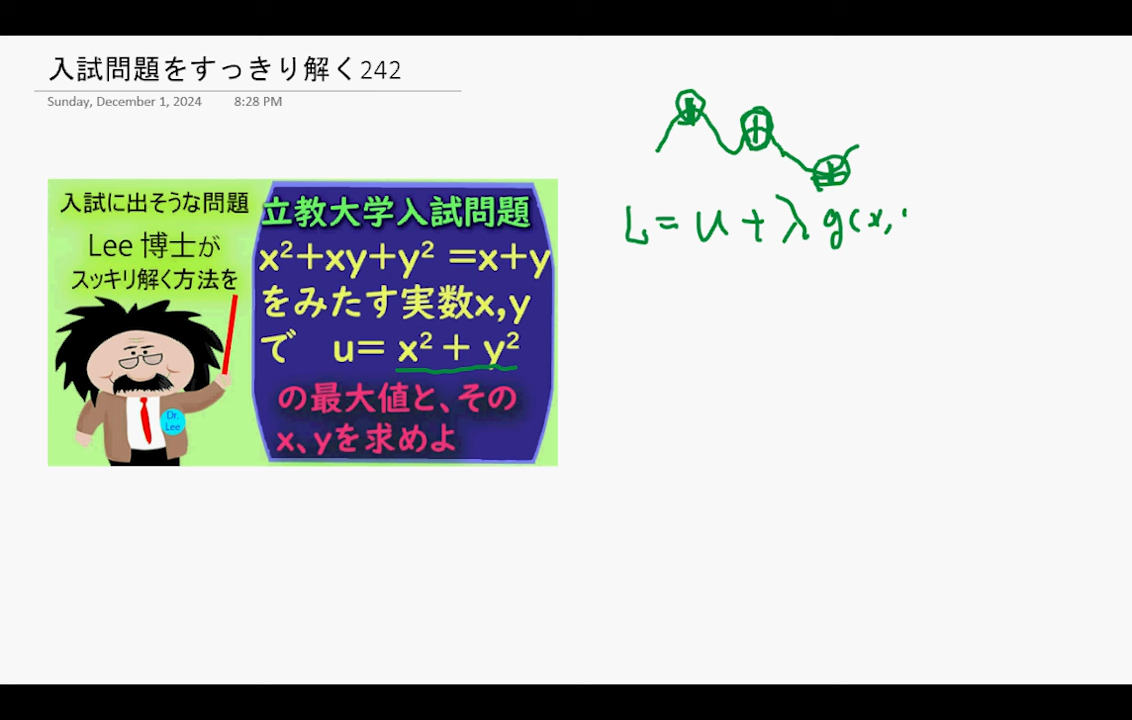 入試問題をすっきり解く242
Sunday, December 1, 2024 8:28 PM
入試に出そうな問題
Lee 博士が
スッキリ解く方法を
Dr.
Lee
立教大学入試問題
x²+xy+y² =x+y
をみたす実数x,y
で u= x² + y²
の最大値と、その
x、yを求めよ
L = u + λ g(x,